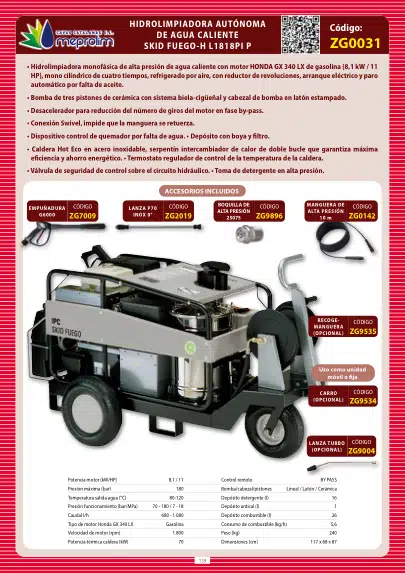 CAUVO CATALANAS S.L.
meprolim
HIDROLIMPIADORA AUTÓNOMA
DE AGUA CALIENTE
SKID FUEGO-H L1818PI P
Código:
ZG0031
• Hidrolimpiadora monofásica de alta presión de agua caliente con motor HONDA GX 340 LX de gasolina (8,1 kW / 11
HP), mono cilíndrico de cuatro tiempos, refrigerado por aire, con reductor de revoluciones, arranque eléctrico y paro
automático por falta de aceite.
• Bomba de tres pistones de cerámica con sistema biela-cigüeñal y cabezal de bomba en latón estampado.
• Desacelerador para reducción del número de giros del motor en fase by-pass.
• Conexión Swivel, impide que la manguera se retuerza.
• Dispositivo control de quemador por falta de agua. • Depósito con boya y filtro.
• Caldera Hot Eco en acero inoxidable, serpentín intercambiador de calor de doble bucle que garantiza máxima
eficiencia y ahorro energético. • Termostato regulador de control de la temperatura de la caldera.
• Válvula de seguridad de control sobre el circuito hidráulico. • Toma de detergente en alta presión.
ACCESORIOS INCLUIDOS
EMPUÑADURA
G6000
CÓDIGO
ZG7009
LANZA P70
INOX 0°
CÓDIGO
ZG2019
BOQUILLA DE
ALTA PRESIÓN
25075
CÓDIGO
ZG9896
MANGUERA DE
ALTA PRESIÓN
10 m
CÓDIGO
ZG0142
IPC
SKID FUEGO
RECOGE-
MANGUERA
(OPCIONAL)
CÓDIGO
ZG9535
Uso como unidad
móvil o fija
CARRO
(OPCIONAL)
CÓDIGO
ZG9534
LANZA TURBO
(OPCIONAL)
CÓDIGO
ZG9004
Potencia motor (kW/HP) 8,1 / 11 Control remoto BY PASS
Presión máxima (bar) 180 Bomba/cabezal/pistones Lineal / Latón / Cerámica
Temperatura salida agua (°C) 80-120 Depósito detergente (l) 16
Presión funcionamiento (bar/MPa) 70 - 180 / 7 - 18 Depósito antical (l) 1
Caudal l/h 600 - 1.080 Depósito combustible (l) 26
Tipo de motor Honda GX 340 LX Gasolina Consumo de combustible (kg/h) 5,6
Velocidad de motor (rpm) 1.800 Peso (kg) 240
Potencia térmica caldera (kW) 70 Dimensiones (cm) 117 x 68 x 87